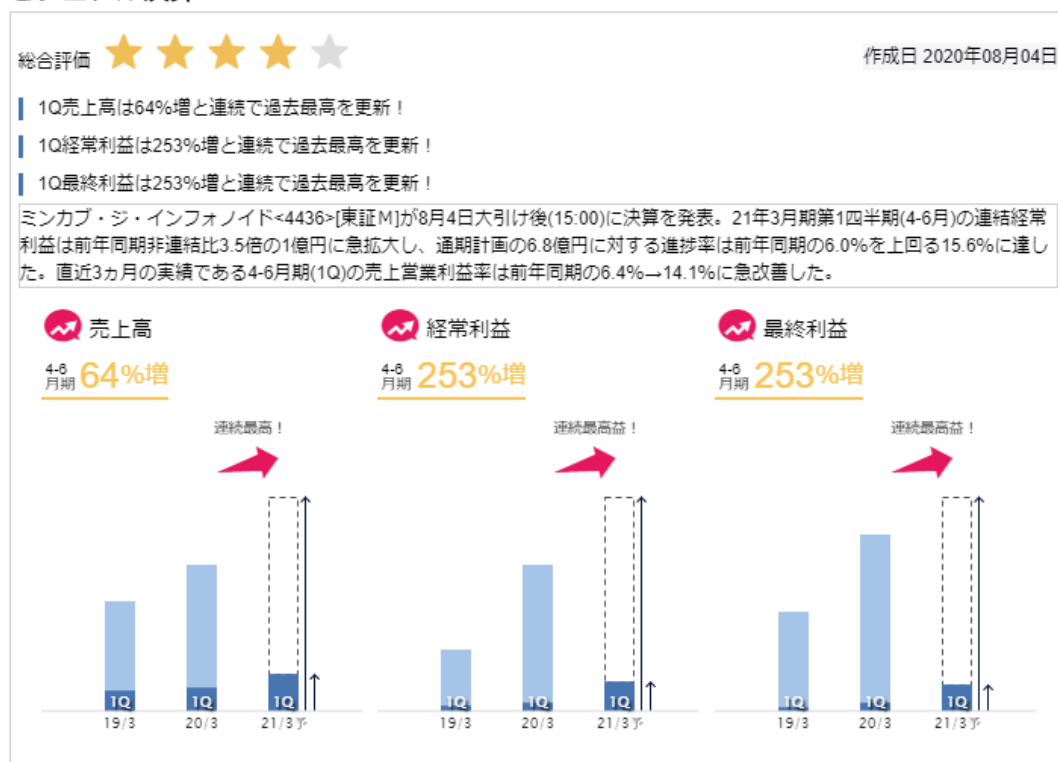 総合評価
作成日 2020年08月04日
1Q売上高は64%増と連続で過去最高を更新！
1Q経常利益は253%増と連続で過去最高を更新！
1Q最終利益は253%増と連続で過去最高を更新！
ミンカブ・ジ・インフォノイド<4436>[東証Ｍ]が8月4日大引け後(15:00)に決算を発表。21年3月期第1四半期(4-6月)の連結経常
利益は前年同期非連結比3.5倍の1億円に急拡大し、通期計画の6.8億円に対する進捗率は前年同期の6.0%を上回る15.6%に達し
た。直近3ヵ月の実績である4-6月期(1Q)の売上営業利益率は前年同期の6.4%→14.1%に急改善した。
売上高
4-6
月期 64%増
連続最高！
1Q 1Q 1Q
19/3 20/3 21/3予
経常利益
4-6
月期 253%増
連続最高益！
1Q 1Q 1Q
19/3 20/3 21/3予
最終利益
4-6
月期 253%増
連続最高益！
1Q 1Q 1Q
19/3 20/3 21/3予